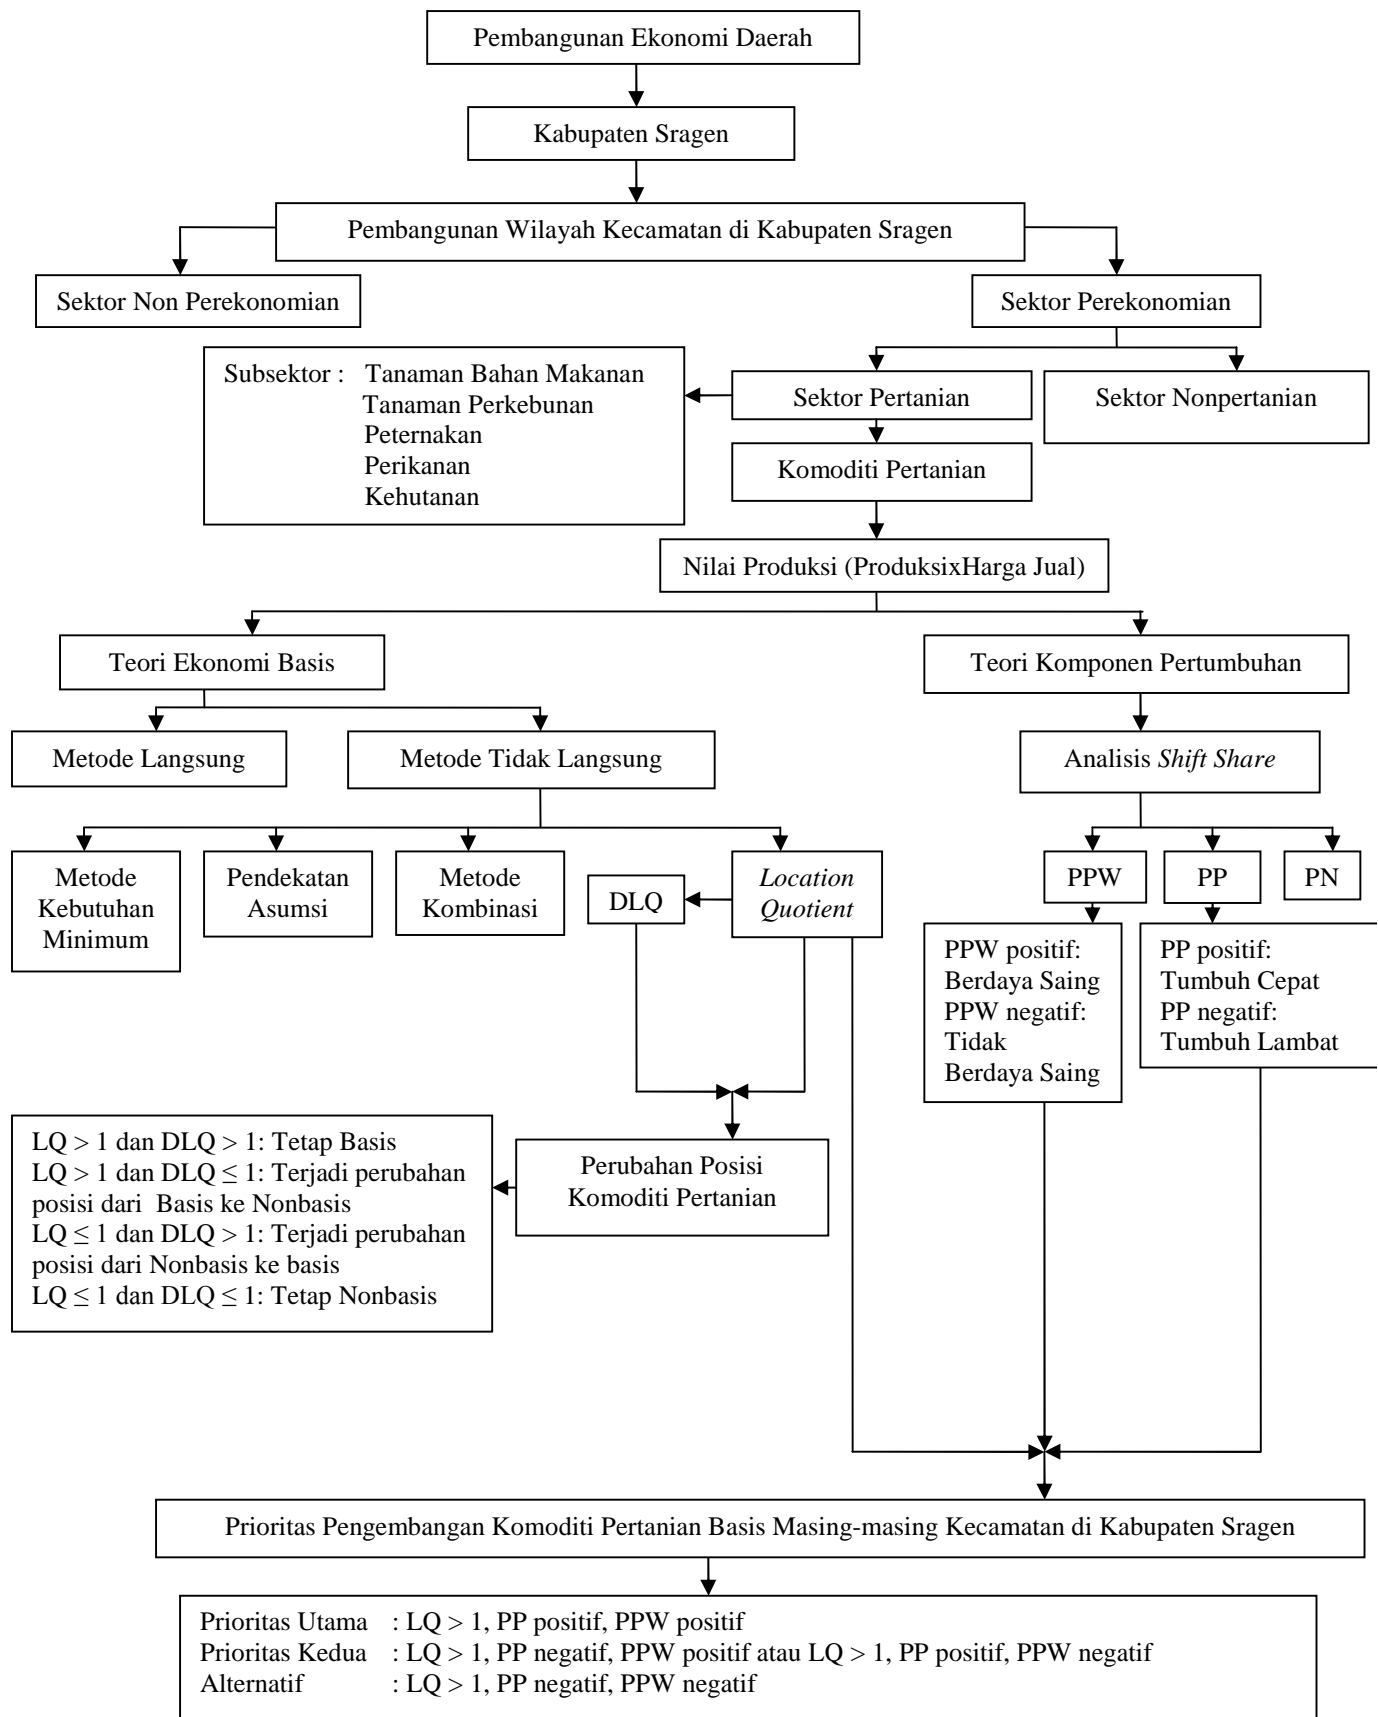 Pembangunan Ekonomi Daerah
Kabupaten Sragen
Pembangunan Wilayah Kecamatan di Kabupaten Sragen
Sektor Non Perekonomian
Sektor Perekonomian
Subsektor : Tanaman Bahan Makanan
Tanaman Perkebunan
Peternakan
Perikanan
Kehutanan
Sektor Pertanian
Sektor Nonpertanian
Komoditi Pertanian
Nilai Produksi (ProduksixHarga Jual)
Teori Ekonomi Basis
Teori Komponen Pertumbuhan
Metode Langsung
Metode Tidak Langsung
Analisis Shift Share
Metode
Kebutuhan
Minimum
Pendekatan
Asumsi
Metode
Kombinasi
DLQ
Location
Quotient
PPW
PP
PN
PPW positif:
Berdaya Saing
PPW negatif:
Tidak
Berdaya Saing
PP positif:
Tumbuh Cepat
PP negatif:
Tumbuh Lambat
LQ > 1 dan DLQ > 1: Tetap Basis
LQ > 1 dan DLQ ≤ 1: Terjadi perubahan
posisi dari Basis ke Nonbasis
LQ ≤ 1 dan DLQ > 1: Terjadi perubahan
posisi dari Nonbasis ke basis
LQ ≤ 1 dan DLQ ≤ 1: Tetap Nonbasis
Perubahan Posisi
Komoditi Pertanian
Prioritas Pengembangan Komoditi Pertanian Basis Masing-masing Kecamatan di Kabupaten Sragen
Prioritas Utama : LQ > 1, PP positif, PPW positif
Prioritas Kedua : LQ > 1, PP negatif, PPW positif atau LQ > 1, PP positif, PPW negatif
Alternatif : LQ > 1, PP negatif, PPW negatif